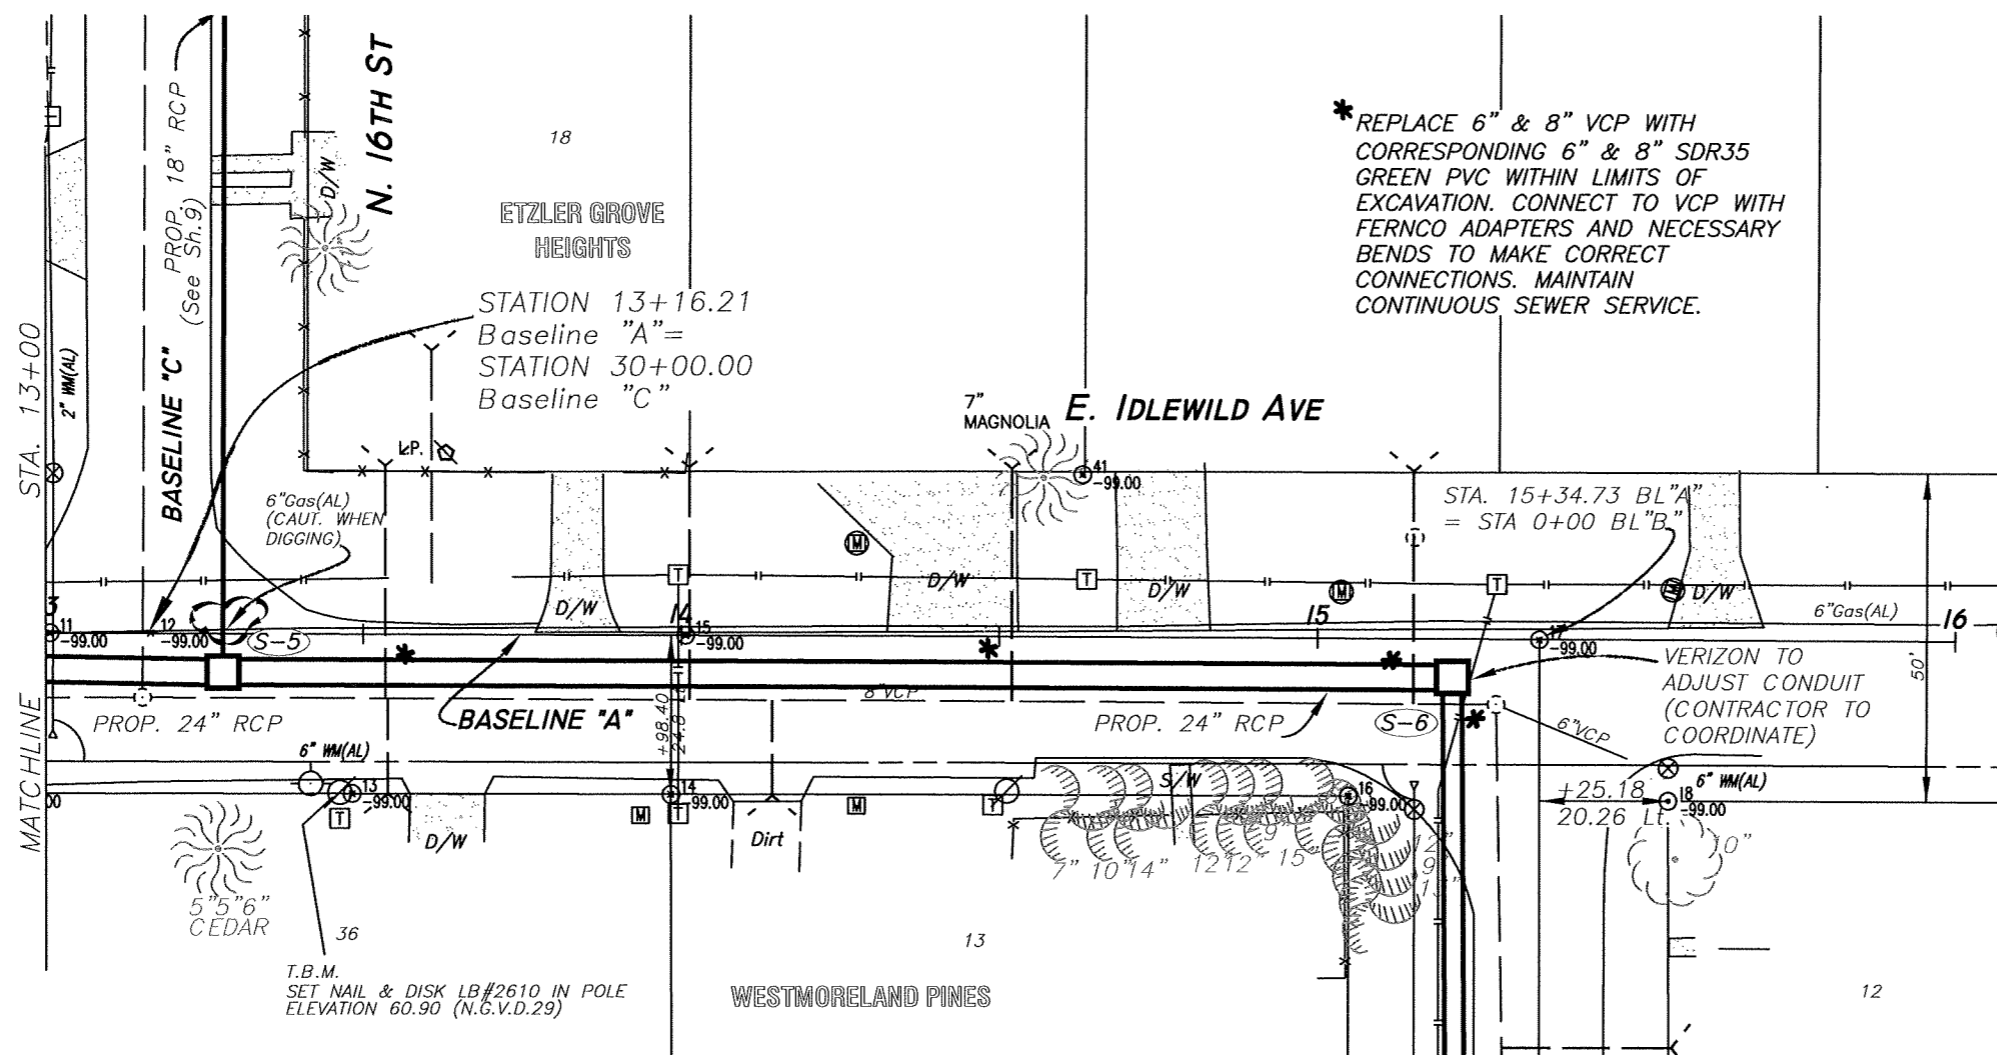 PROP. 18" RCP
(See Sh.9)
N. 16TH ST
D/W
18
ETZLER GROVE
HEIGHTS
* REPLACE 6" & 8" VCP WITH
CORRESPONDING 6" & 8" SDR35
GREEN PVC WITHIN LIMITS OF
EXCAVATION. CONNECT TO VCP WITH
FERNCO ADAPTERS AND NECESSARY
BENDS TO MAKE CORRECT
CONNECTIONS. MAINTAIN
CONTINUOUS SEWER SERVICE.
STATION 13+16.21
Baseline "A"=
STATION 30+00.00
Baseline "C"
STA. 13+00
MATCHLINE
2" WM(AL)
BASELINE "C"
7"
MAGNOLIA
E. IDLEWILD AVE
41
-99.00
6"Gas(AL)
(CAUT. WHEN
DIGGING)
STA. 15+34.73 BL"A"
= STA 0+00 BL"B"
T
M
T
M
T
D/W
D/W
D/W
D/W
6"Gas(AL)
3
11
-99.00
12
-99.00
S-5
14
15
-99.00
15
17
-99.00
16
50'
*
*
*
*
8"VCP
PROP. 24" RCP
BASELINE "A"
+98.40
PROP. 24" RCP
S-6
6"VCP
VERIZON TO
ADJUST CONDUIT
(CONTRACTOR TO
COORDINATE)
6" WM(AL)
13
-99.00
14
-99.00
S/W
16
-99.00
6" WM(AL)
+25.18
20.26 Lt.
18
-99.00
T
M
T
M
T
D/W
Dirt
7"
10"
14"
12
12"
9
15"
12"
9
10"
5"5"6"
CEDAR
36
13
12
T.B.M.
SET NAIL & DISK LB#2610 IN POLE
ELEVATION 60.90 (N.G.V.D.29)
WESTMORELAND PINES